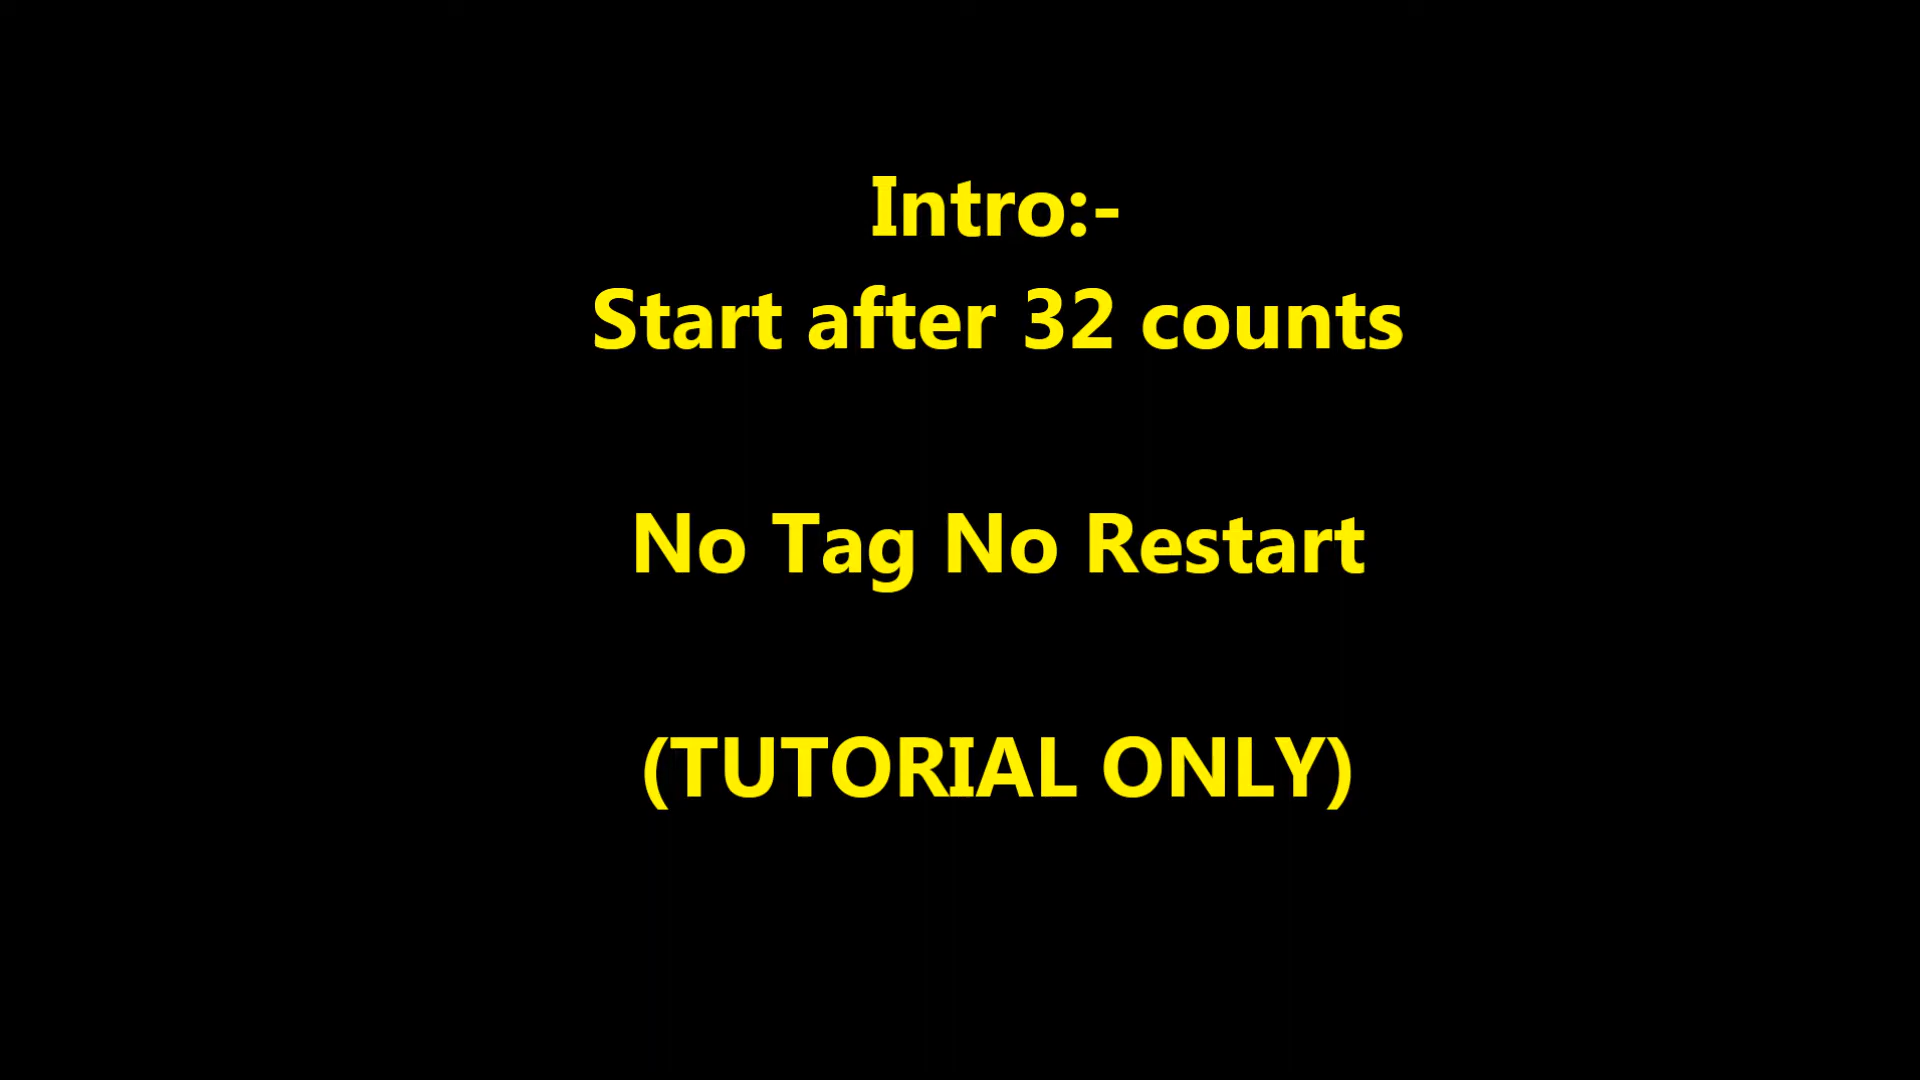 Intro:-
Start after 32 counts
No Tag No Restart
(TUTORIAL ONLY)